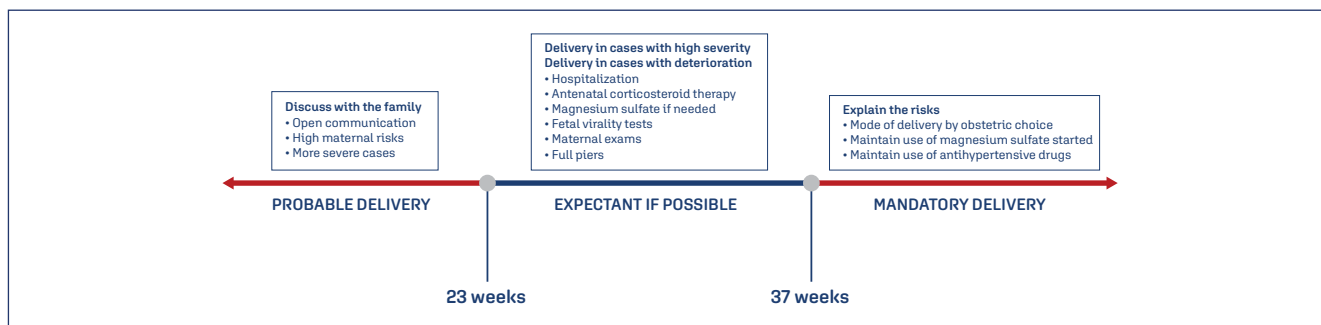 Discuss with the family
• Open communication
• High maternal risks
• More severe cases
Delivery in cases with high severity
Delivery in cases with deterioration
• Hospitalization
• Antenatal corticosteroid therapy
• Magnesium sulfate if needed
• Fetal virality tests
• Maternal exams
• Full piers
Explain the risks
• Mode of delivery by obstetric choice
• Maintain use of magnesium sulfate started
• Maintain use of antihypertensive drugs
PROBABLE DELIVERY
EXPECTANT IF POSSIBLE
MANDATORY DELIVERY
23 weeks
37 weeks